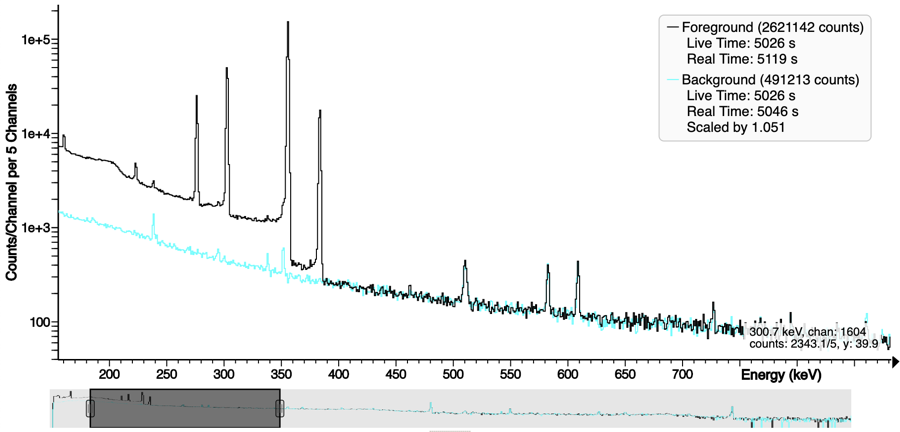 Foreground (2621142 counts)
Live Time: 5026 s
Real Time: 5119 s
Background (491213 counts)
Live Time: 5026 s
Real Time: 5046 s
Scaled by 1.051
Counts/Channel per 5 Channels
1e+5
1e+4
1e+3
100
300.7 keV, chan: 1604
counts: 2343.1/5, y: 39.9
200 250 300 350 400 450 500 550 600 650 700 Energy (keV)